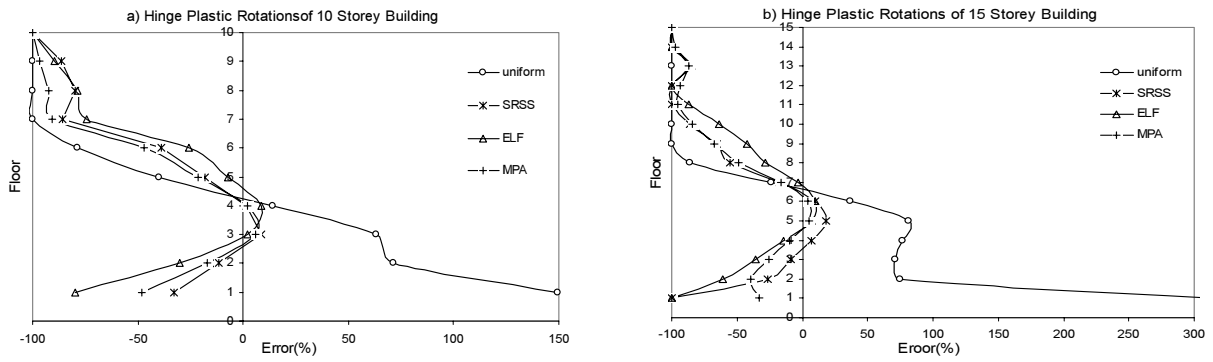 a) Hinge Plastic Rotationsof 10 Storey Building
10
9
8
7
6
5
4
3
2
1
0
Floor
uniform
SRSS
ELF
MPA
-100 -50 0 50 100 150
Error(%)
b) Hinge Plastic Rotations of 15 Storey Building
15
14
13
12
11
10
9
8
7
6
5
4
3
2
1
0
Floor
uniform
SRSS
ELF
MPA
-100 -50 0 50 100 150 200 250 300
Eroor(%)